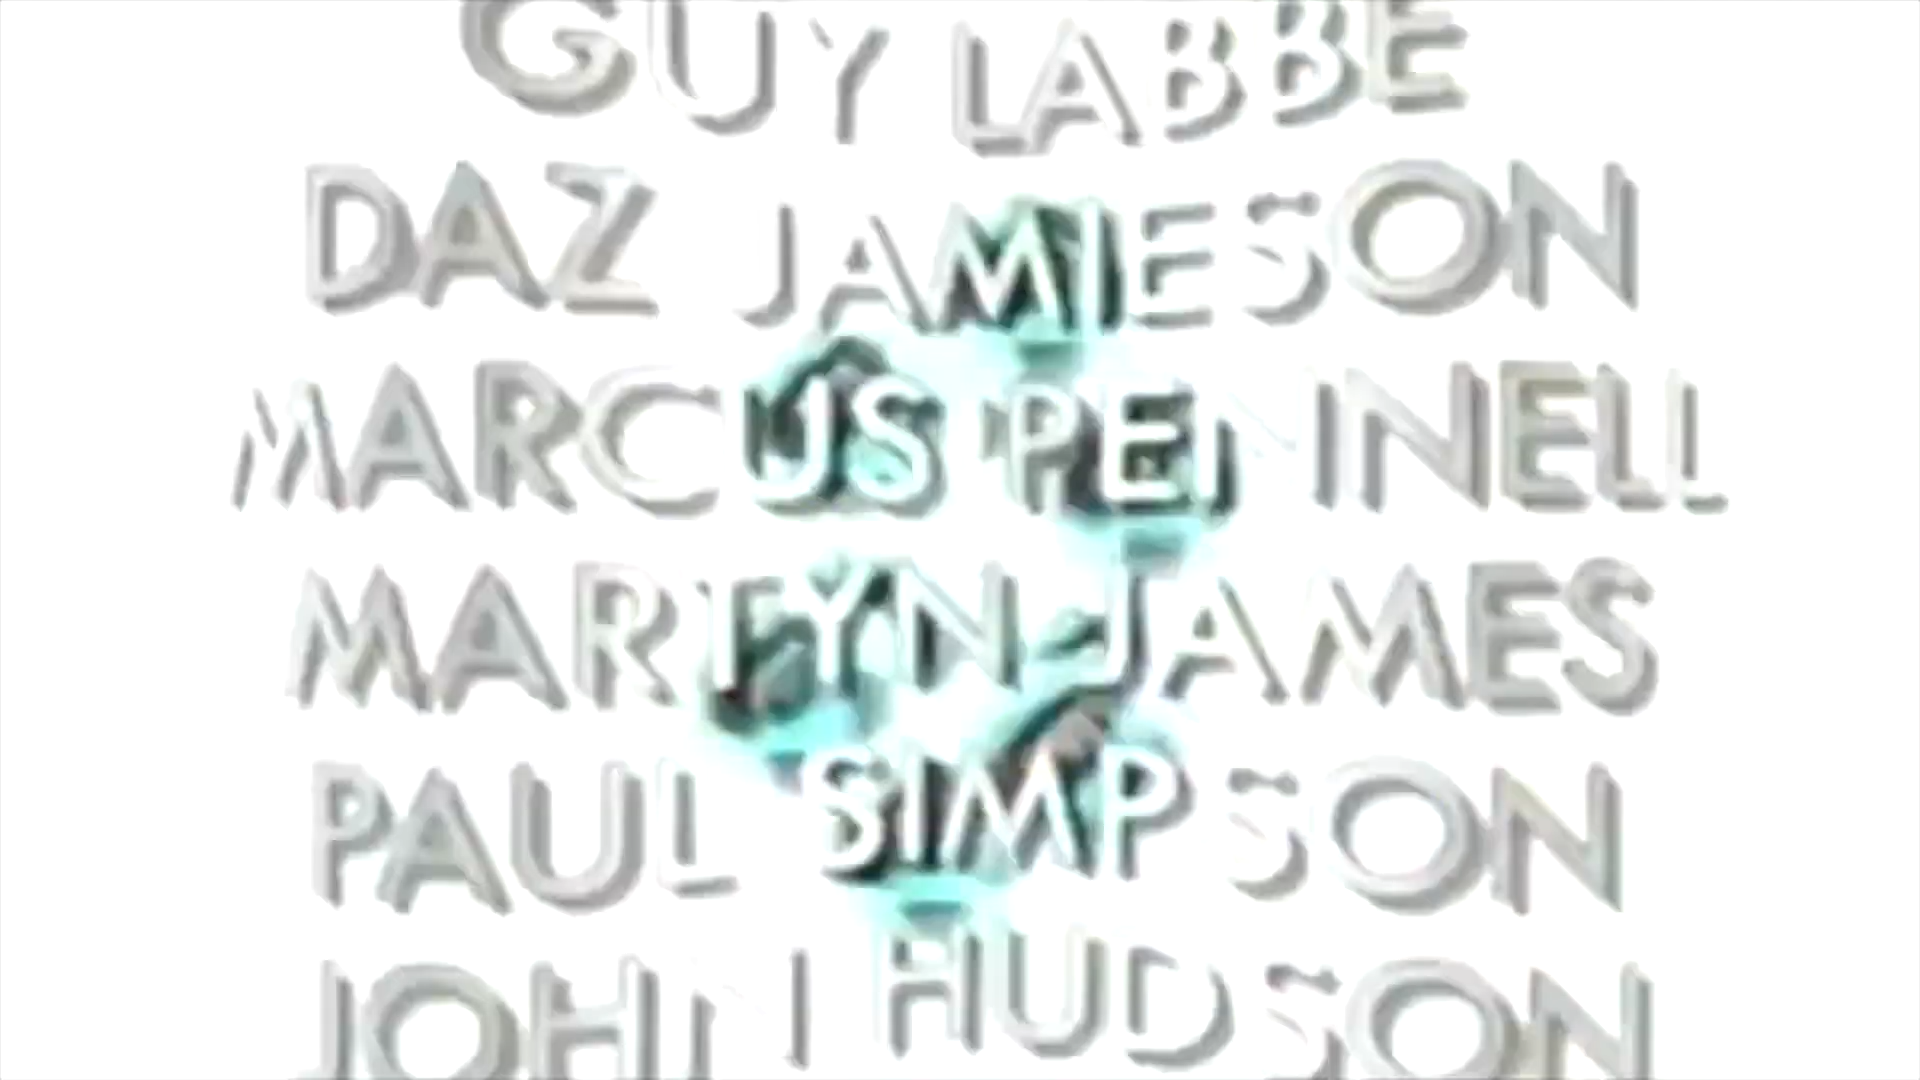 GUY LABBE
DAZ JAMIESON
MARCUS PENNELL
MARTYN JAMES
PAUL SIMPSON
JOHN HUDSON